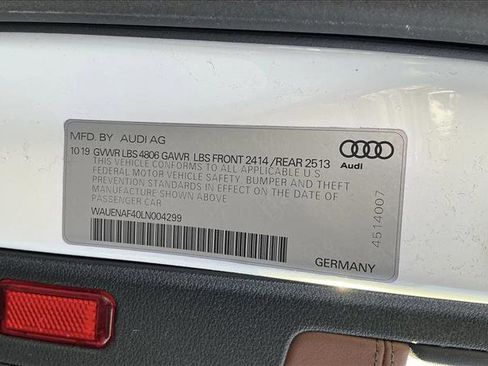 MFD. BY AUDI AG
10 19 GVWR LBS 4806 GAWR LBS FRONT 2414 /REAR 2513
THIS VEHICLE CONFORMS TO ALL APPLICABLE U.S
FEDERAL MOTOR VEHICLE SAFETY, BUMPER AND THEFT
PREVENTION STANDARDS IN EFFECT ON THE DATE
OF MANUFACTURE SHOWN ABOVE
PASSENGER CAR
WAUENAF40LN004299
Audi
4514007
GERMANY